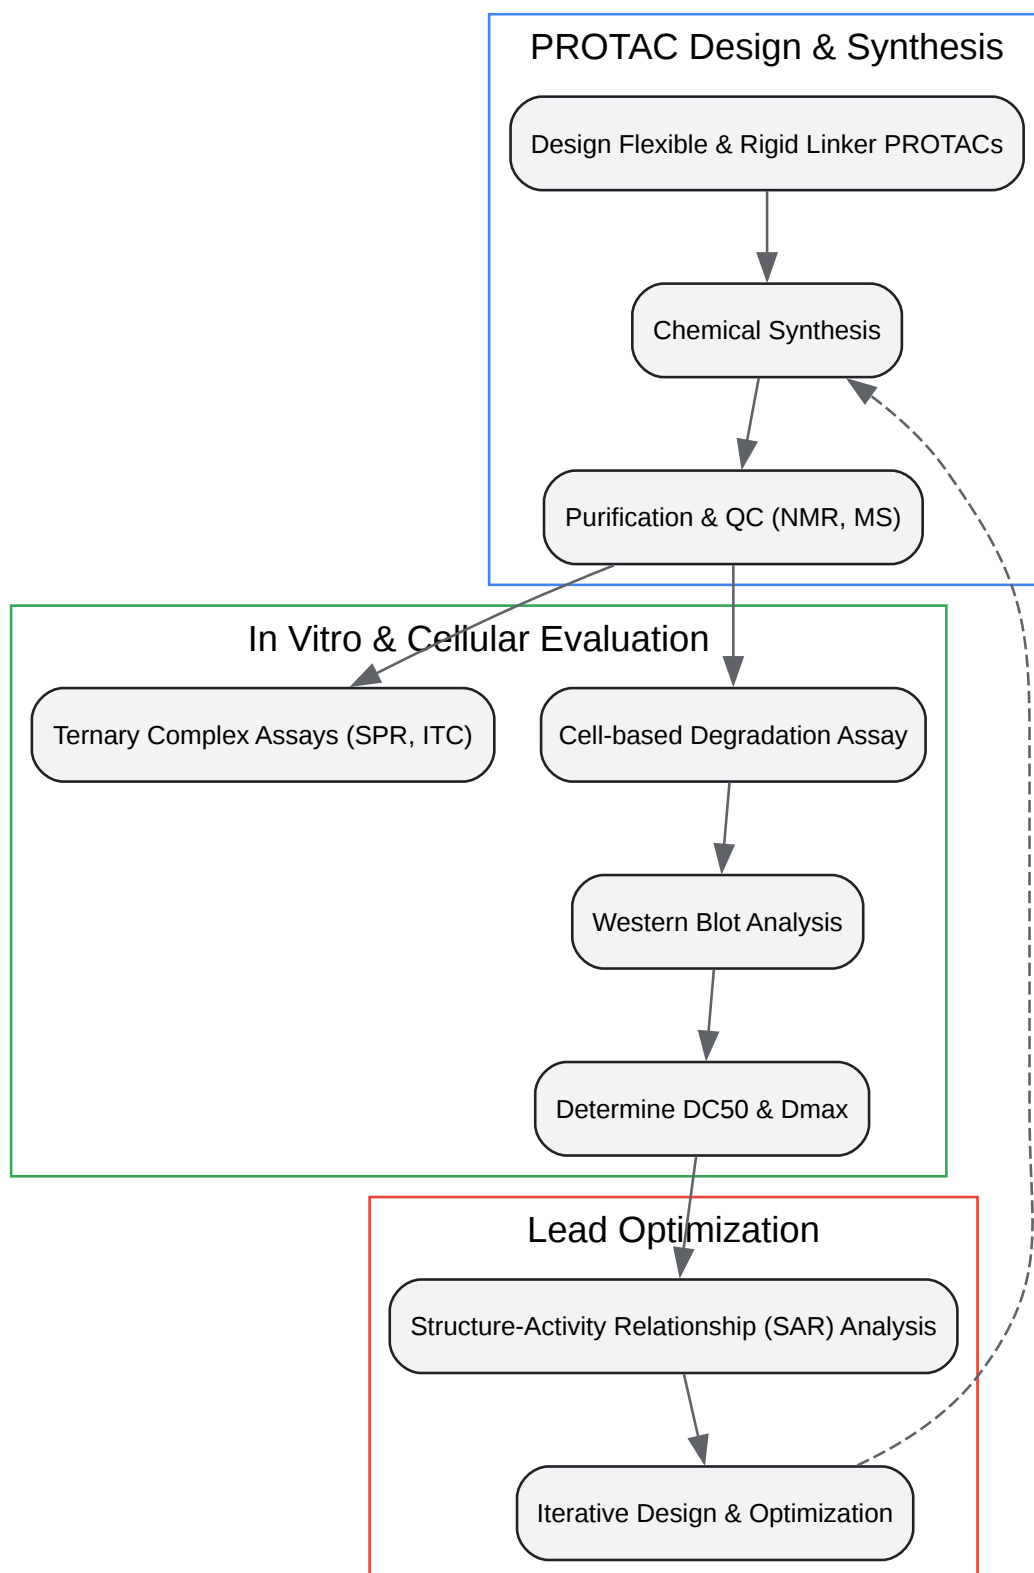 PROTAC Design & Synthesis
Design Flexible & Rigid Linker PROTACs
Chemical Synthesis
Purification & QC (NMR, MS)
In Vitro & Cellular Evaluation
Ternary Complex Assays (SPR, ITC)
Cell-based Degradation Assay
Western Blot Analysis
Determine DC50 & Dmax
Lead Optimization
Structure-Activity Relationship (SAR) Analysis
Iterative Design & Optimization